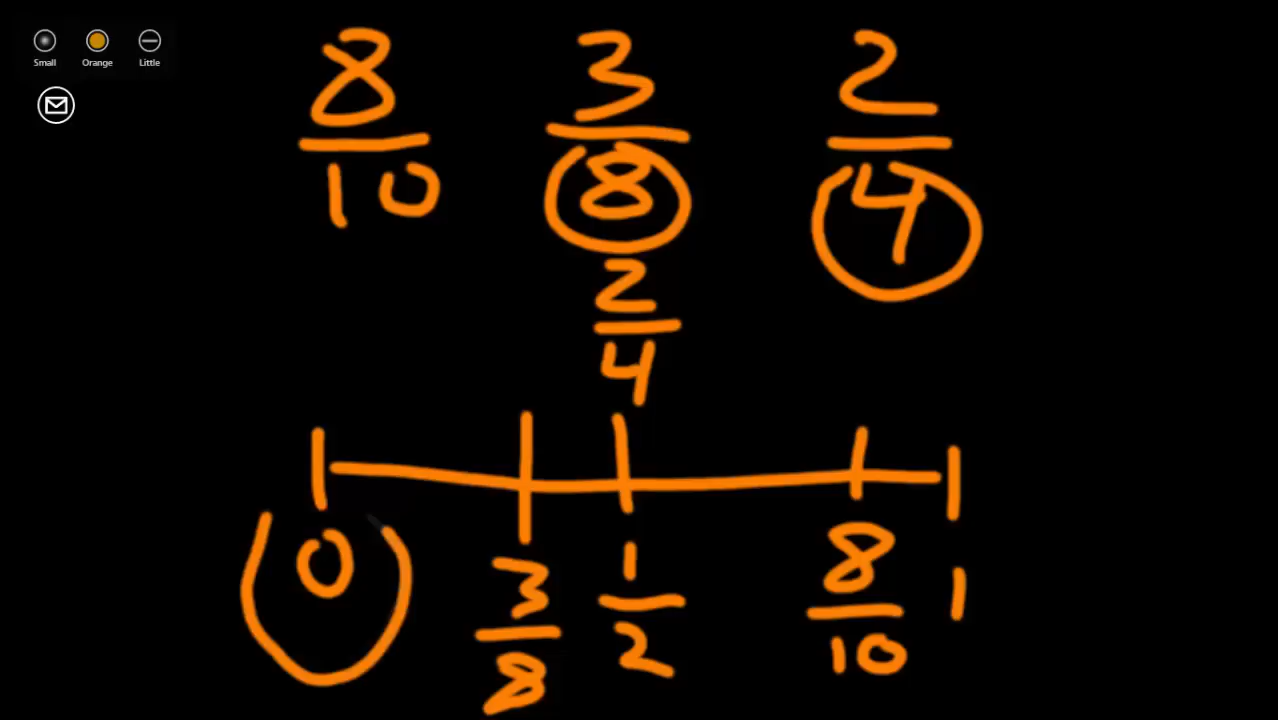 Small Orange Little
8 3 2
10 8 4
2
4
0 3 1 8 1
8 2 10